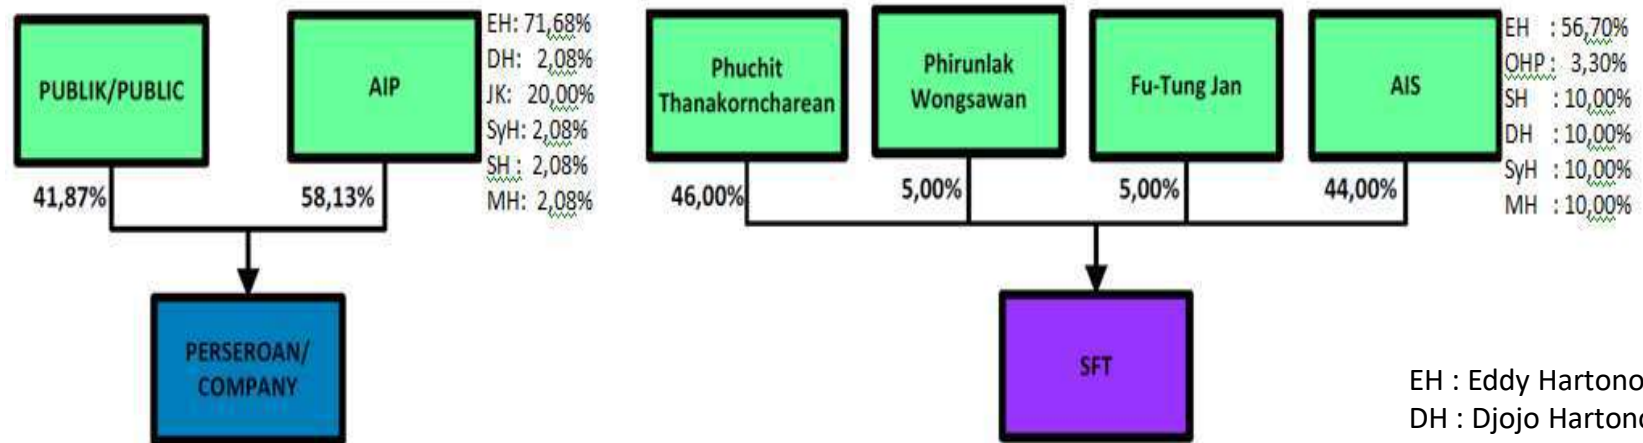 PUBLIK/PUBLIC
AIP
EH: 71,68%
DH: 2,08%
JK: 20,00%
SyH: 2,08%
SH : 2,08%
MH: 2,08%
41,87%
58,13%
PERSEROAN/
COMPANY
Phuchit
Thanakorncharean
Phirunlak
Wongsawan
Fu-Tung Jan
AIS
EH : 56,70%
OHP : 3,30%
SH : 10,00%
DH : 10,00%
SyH : 10,00%
MH : 10,00%
46,00%
5,00%
5,00%
44,00%
SFT
EH : Eddy Hartono
DH : Djojo Hartono